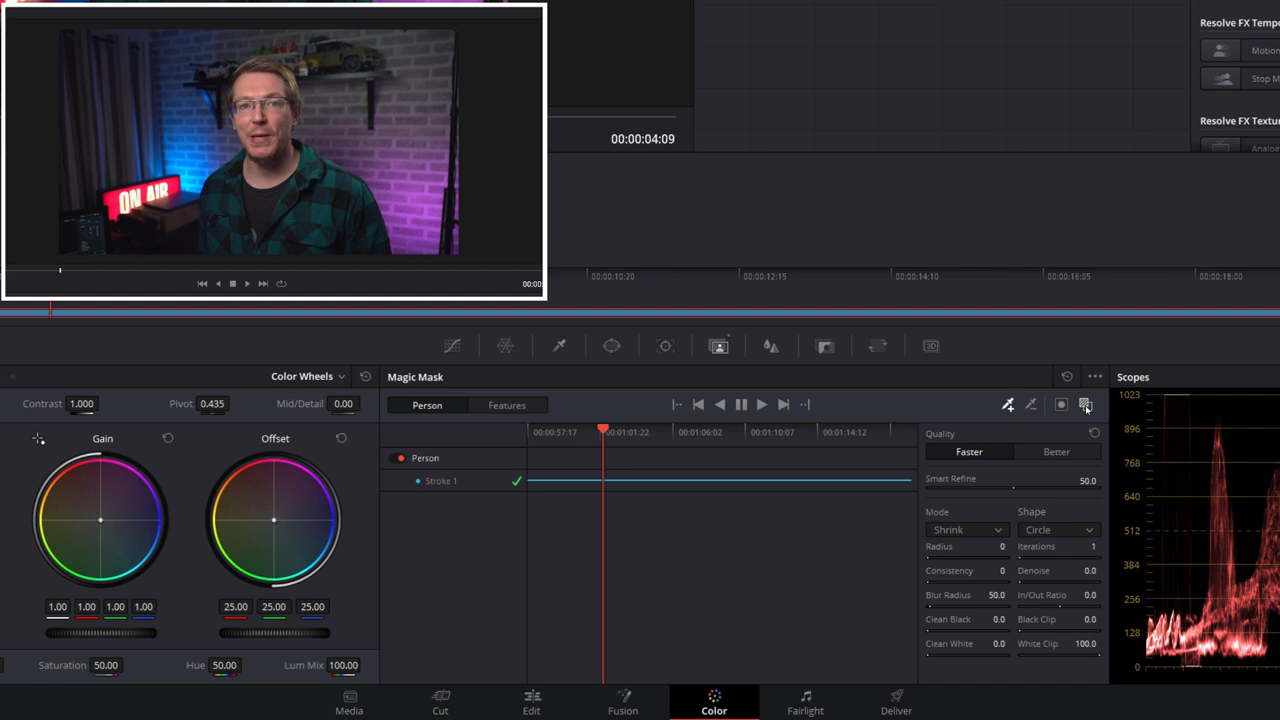 Resolve FX Temp
Motion
Stop M
Resolve FX Textu
Analog
ON AIR
00:00:04:09
00:00:
00:00:10:20
00:00:12:15
00:00:14:10
00:00:16:05
00:00:18:00
Color Wheels
Magic Mask
Scopes
Contrast 1.000
Pivot 0.435
Mid/Detail 0.00
Person
Features
Gain
Offset
00:00:57:17
00:01:01:22
00:01:06:02
00:01:10:07
00:01:14:12
Person
Stroke 1
Quality
Faster
Better
Smart Refine 50.0
Mode
Shape
Shrink
Circle
Radius 0
Iterations 1
Consistency 0
Denoise 0.0
Blur Radius 50.0
In/Out Ratio 0.0
Clean Black 0.0
Black Clip 0.0
Clean White 0.0
White Clip 100.0
1023
896
768
640
512
384
256
128
0
1.00 1.00 1.00 1.00
25.00 25.00 25.00
Saturation 50.00
Hue 50.00
Lum Mix 100.00
Media
Cut
Edit
Fusion
Color
Fairlight
Deliver
3D